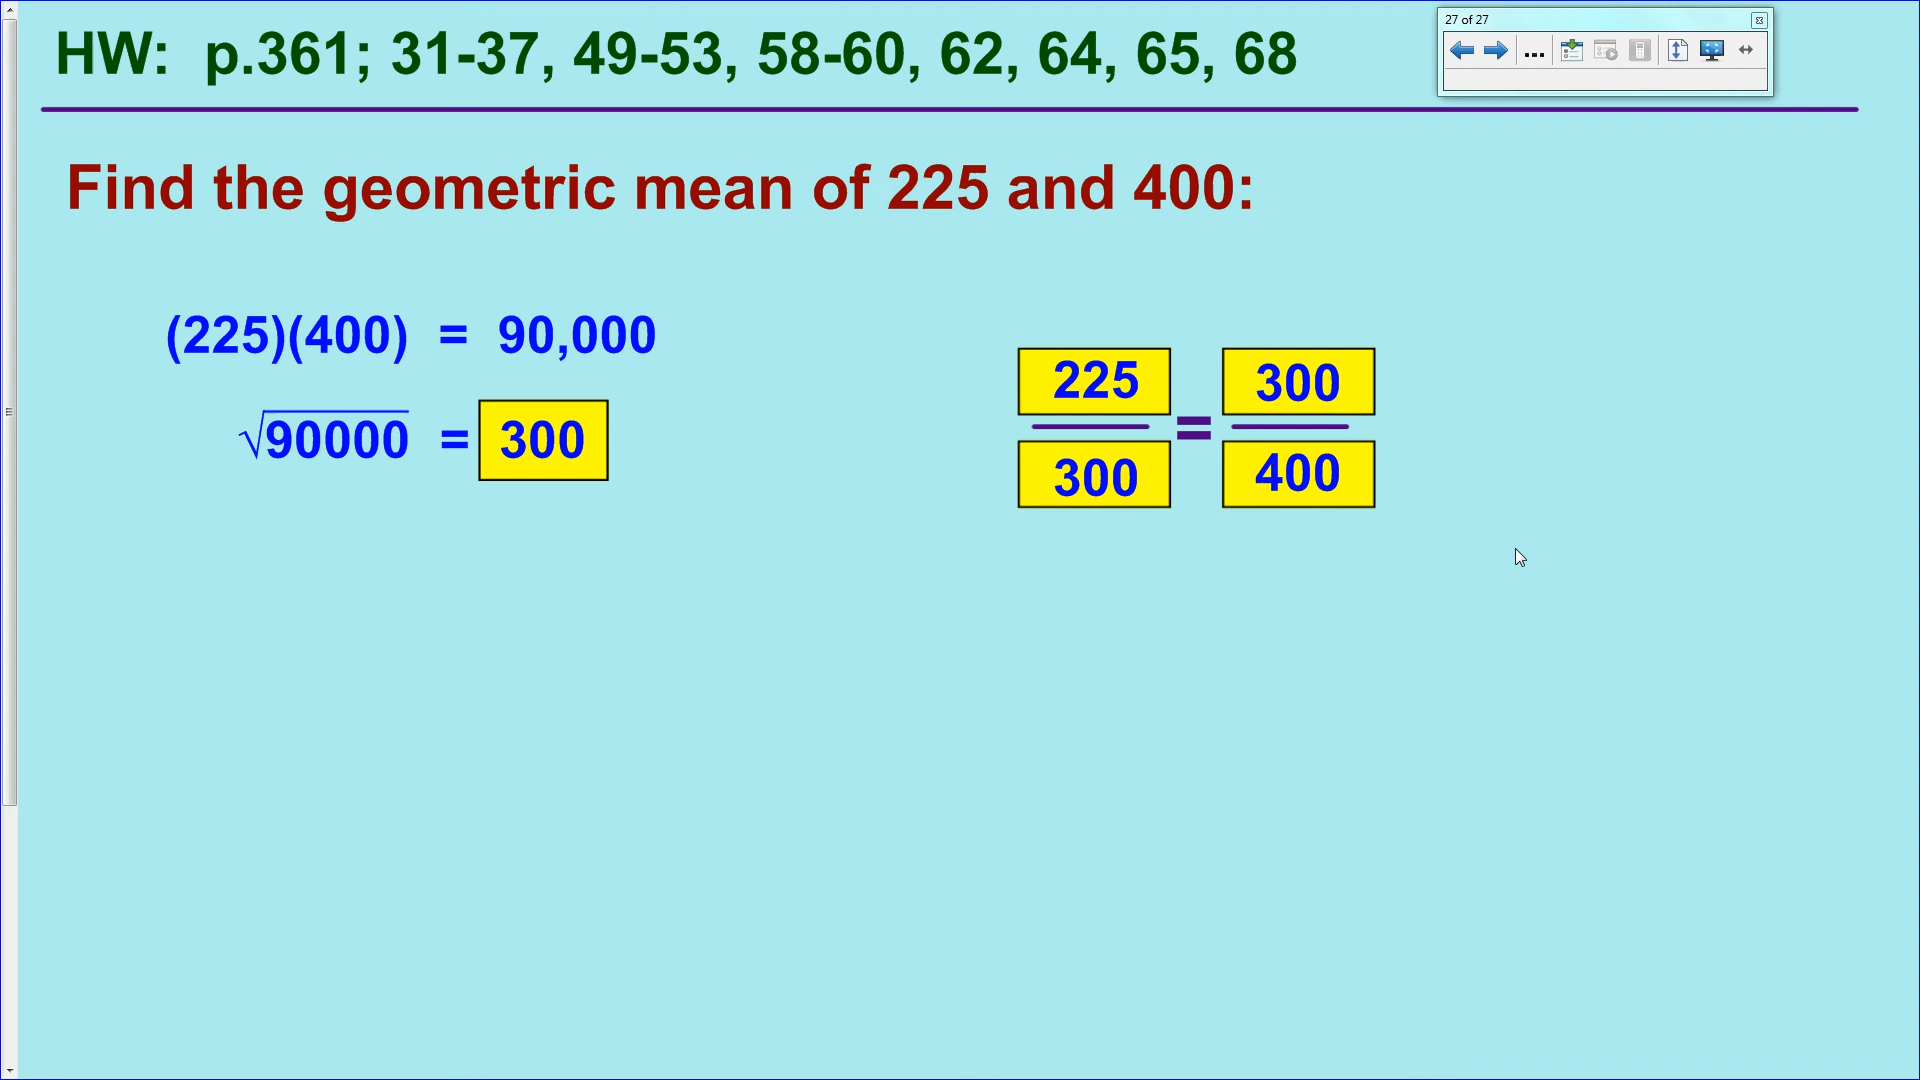 HW: p.361; 31-37, 49-53, 58-60, 62, 64, 65, 68
27 of 27
Find the geometric mean of 225 and 400:
(225)(400) = 90,000
√90000 = 300
225 = 300
300 400